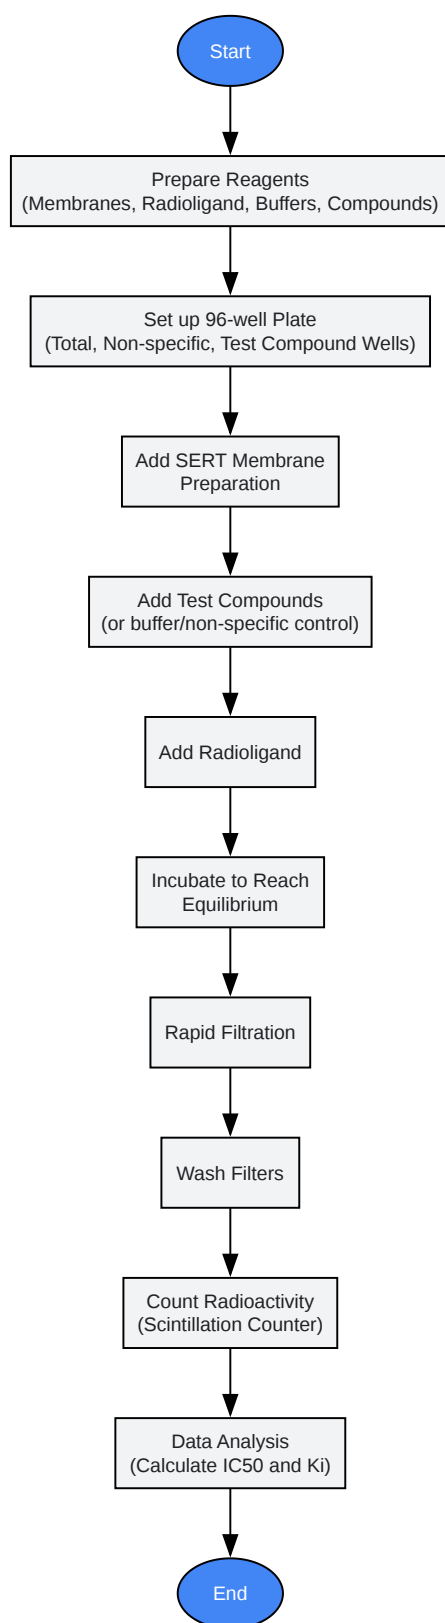 Start
Prepare Reagents
(Membranes, Radioligand, Buffers, Compounds)
Set up 96-well Plate
(Total, Non-specific, Test Compound Wells)
Add SERT Membrane
Preparation
Add Test Compounds
(or buffer/non-specific control)
Add Radioligand
Incubate to Reach
Equilibrium
Rapid Filtration
Wash Filters
Count Radioactivity
(Scintillation Counter)
Data Analysis
(Calculate IC50 and Ki)
End